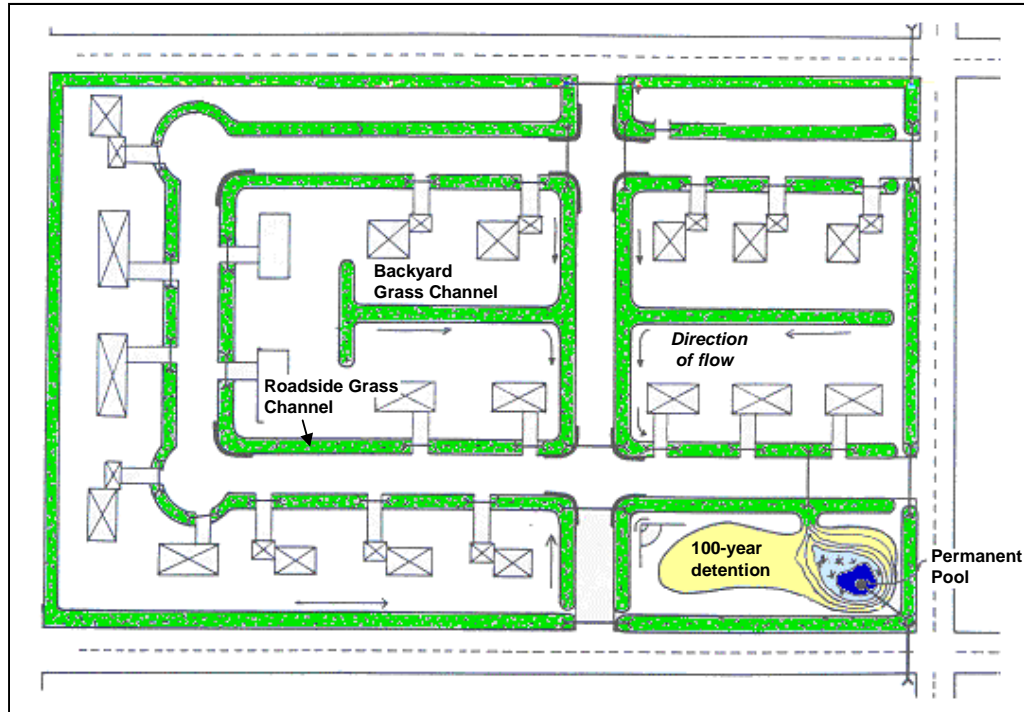 Backyard
Grass Channel
Direction
of flow
Roadside Grass
Channel
100-year
detention
Permanent
Pool